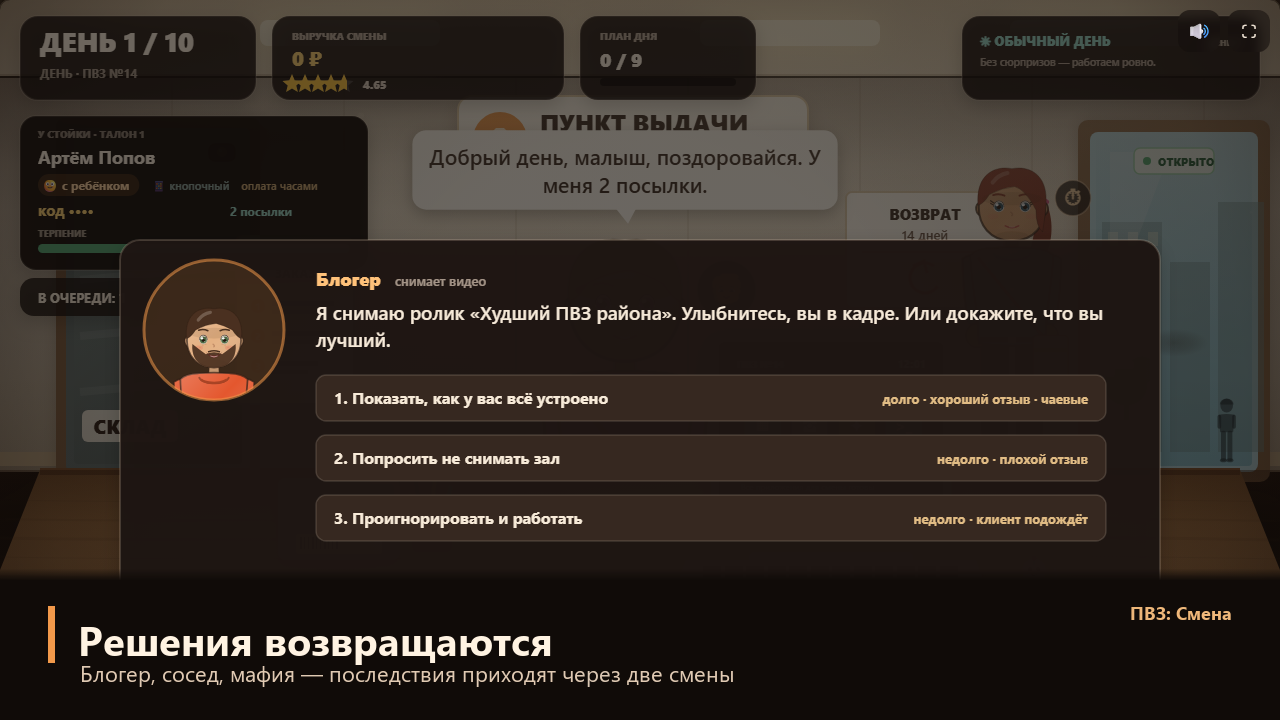 ДЕНЬ 1 / 10
ДЕНЬ · ПВЗ №14
ВЫРУЧКА СМЕНЫ
0 ₽
4.65
ПЛАН ДНЯ
0 / 9
ОБЫЧНЫЙ ДЕНЬ
Без сюрпризов — работаем ровно.
У СТОЙКИ · ТАЛОН 1
Артём Попов
с ребёнком
кнопочный
оплата часами
КОД ••••
2 посылки
ТЕРПЕНИЕ
В ОЧЕРЕДИ:
ПУНКТ ВЫДАЧИ
Добрый день, малыш, поздоровайся. У
меня 2 посылки.
ВОЗВРАТ
14 дней
ОТКРЫТО
Блогер снимает видео
Я снимаю ролик «Худший ПВЗ района». Улыбнитесь, вы в кадре. Или докажите, что вы
лучший.
1. Показать, как у вас всё устроено
долго · хороший отзыв · чаевые
2. Попросить не снимать зал
недолго · плохой отзыв
3. Проигнорировать и работать
недолго · клиент подождёт
ПВЗ: Смена
Решения возвращаются
Блогер, сосед, мафия — последствия приходят через две смены